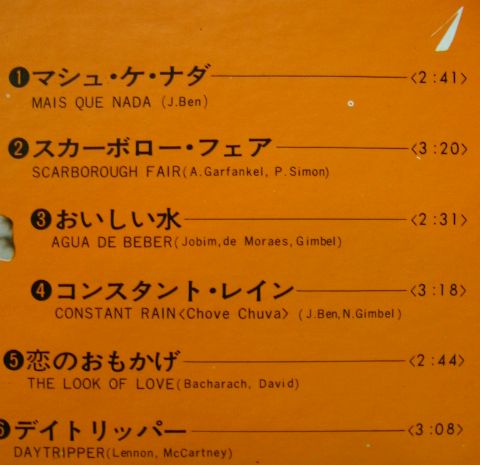 ❶マシュ・ケ・ナダ 〈2:41〉
MAIS QUE NADA (J.Ben)
❷スカーボロー・フェア 〈3:20〉
SCARBOROUGH FAIR(A.Garfankel, P.Simon)
❸おいしい水 〈2:31〉
AGUA DE BEBER(Jobim, de Moraes, Gimbel)
❹コンスタント・レイン 〈3:18〉
CONSTANT RAIN〈Chove Chuva〉 (J.Ben,N.Gimbel)
❺恋のおもかげ 〈2:44〉
THE LOOK OF LOVE(Bacharach, David)
❻デイトリッパー 〈3:08〉
DAYTRIPPER(Lennon, McCartney)